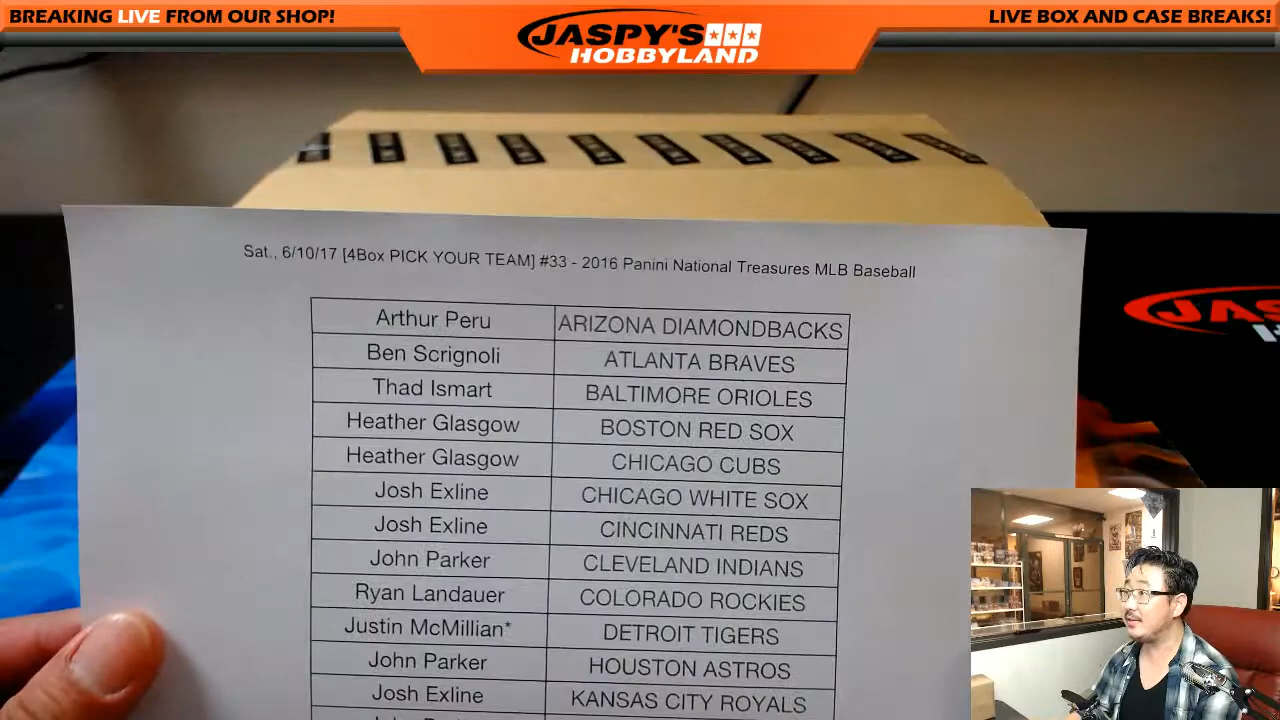 BREAKING LIVE FROM OUR SHOP!
JASPY'S
HOBBYLAND
LIVE BOX AND CASE BREAKS!
Sat., 6/10/17 [4Box PICK YOUR TEAM] #33 - 2016 Panini National Treasures MLB Baseball
Arthur Peru ARIZONA DIAMONDBACKS
Ben Scrignoli ATLANTA BRAVES
Thad Ismart BALTIMORE ORIOLES
Heather Glasgow BOSTON RED SOX
Heather Glasgow CHICAGO CUBS
Josh Exline CHICAGO WHITE SOX
Josh Exline CINCINNATI REDS
John Parker CLEVELAND INDIANS
Ryan Landauer COLORADO ROCKIES
Justin McMillian* DETROIT TIGERS
John Parker HOUSTON ASTROS
Josh Exline KANSAS CITY ROYALS